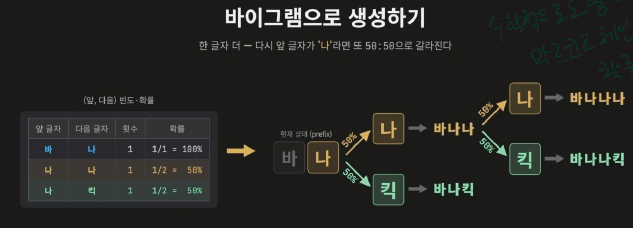 바이그램으로 생성하기
한 글자 더 — 다시 앞 글자가 '나'라면 또 50:50으로 갈라진다
(앞, 다음) 빈도·확률
앞 글자 다음 글자 횟수 확률
바 나 1 1/1 = 100%
나 나 1 1/2 = 50%
나 킥 1 1/2 = 50%
현재 상태 (prefix)
바 나
50% 나 바나나
50% 킥 바나킥
50% 나 바나나나
50% 킥 바나나킥